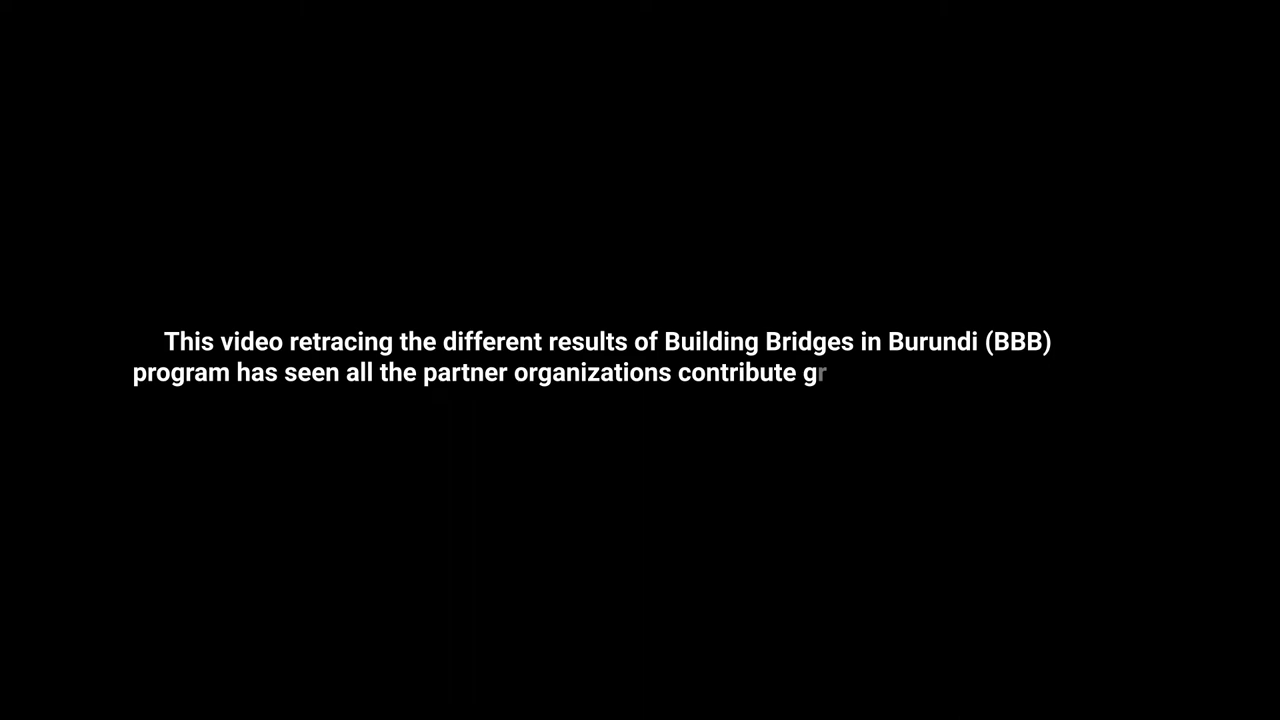 This video retracing the different results of Building Bridges in Burundi (BBB)
program has seen all the partner organizations contribute gr